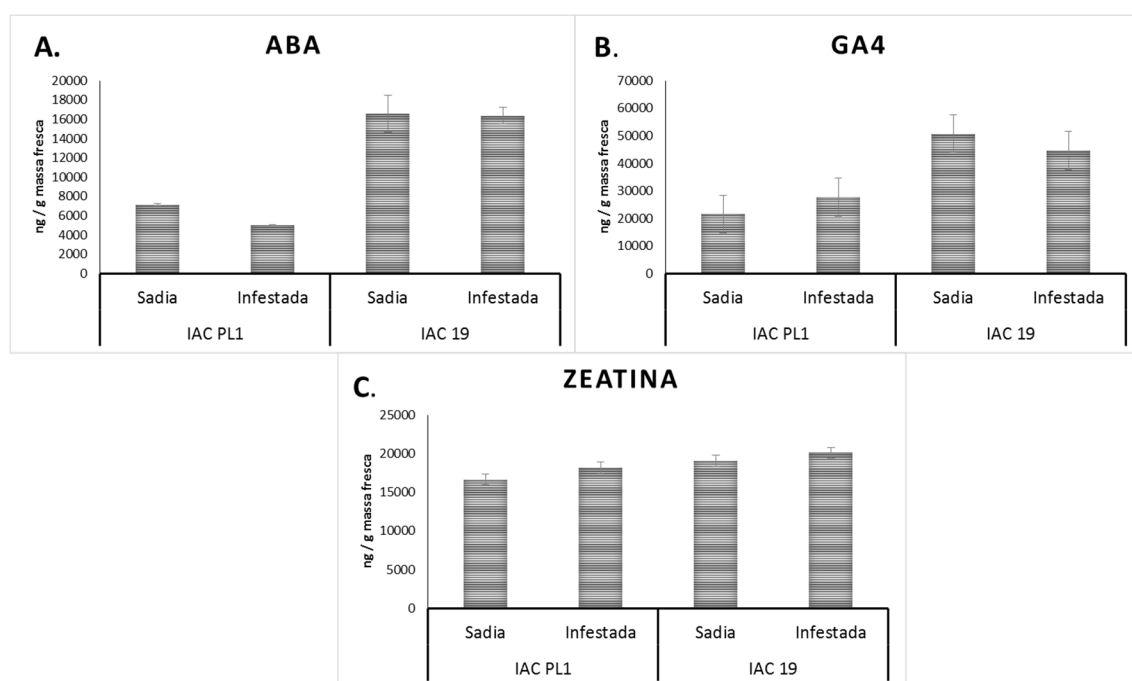 A.
ABA
ng / g massa fresca
20000
18000
16000
14000
12000
10000
8000
6000
4000
2000
0
Sadia Infestada Sadia Infestada
IAC PL1 IAC 19
B.
GA4
ng / g massa fresca
70000
60000
50000
40000
30000
20000
10000
0
Sadia Infestada Sadia Infestada
IAC PL1 IAC 19
C.
ZEATINA
ng / g massa fresca
25000
20000
15000
10000
5000
0
Sadia Infestada Sadia Infestada
IAC PL1 IAC 19